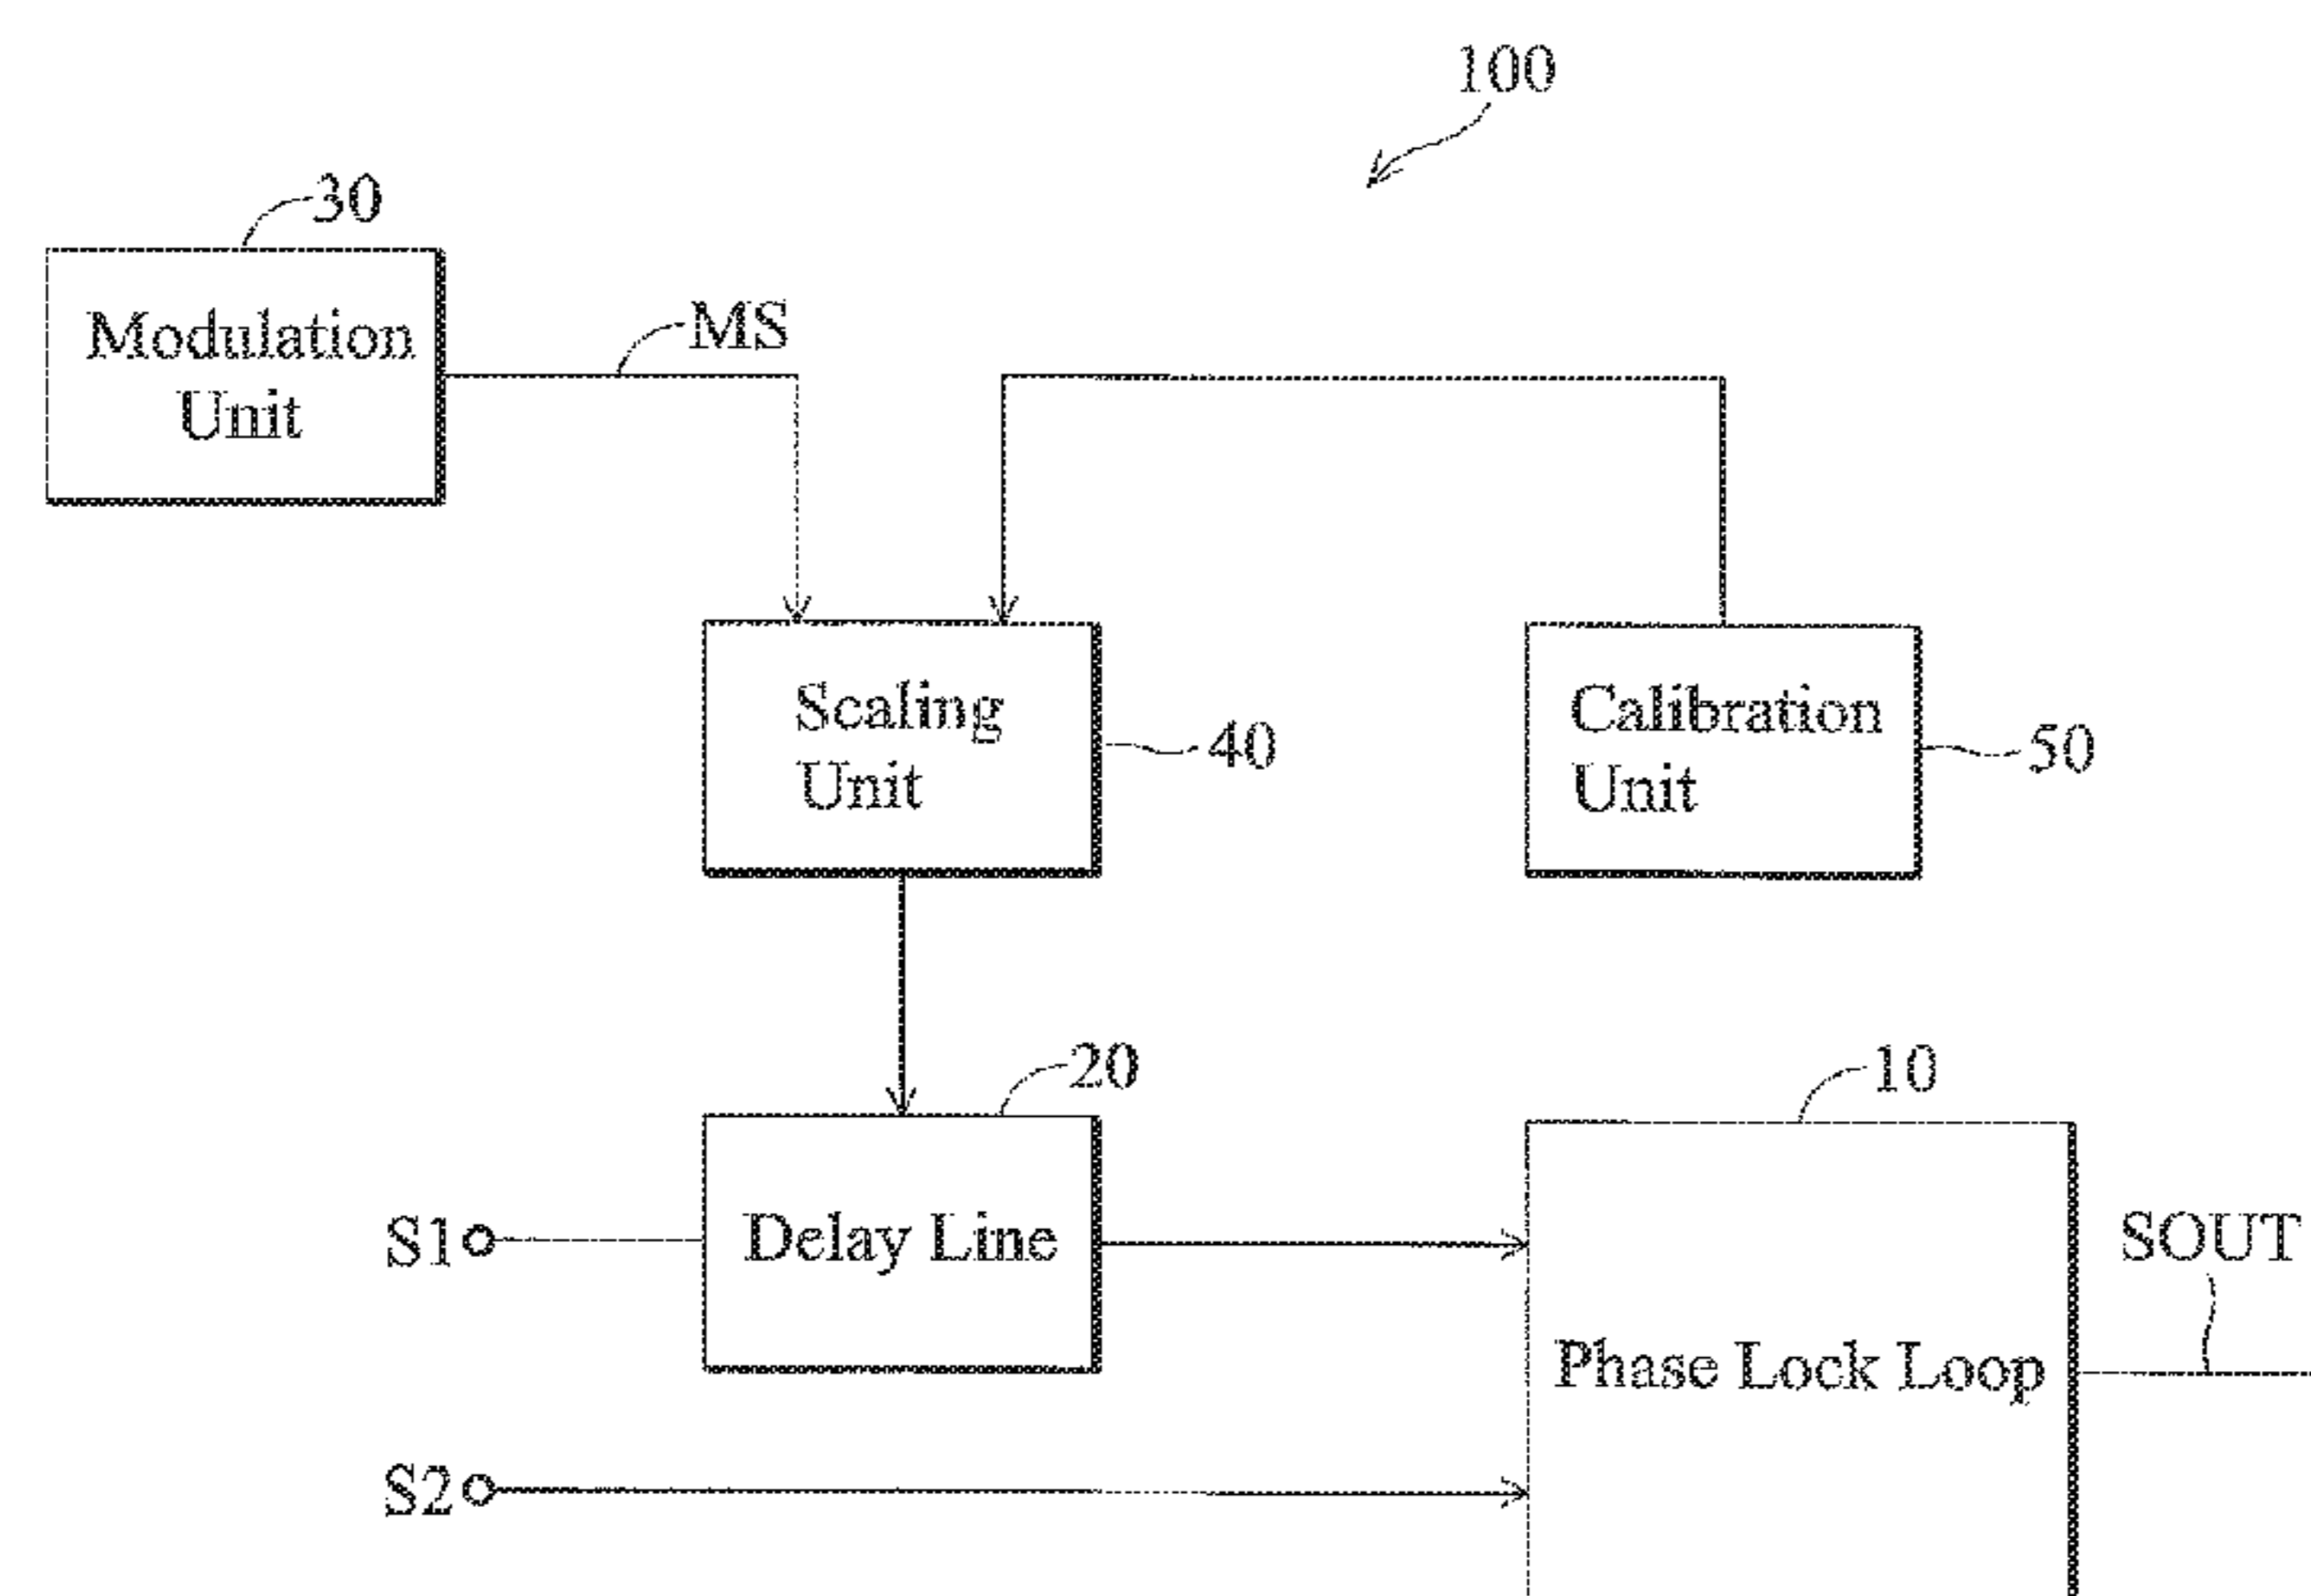 100
30
Modulation
Unit
MS
Scaling
Unit
40
Calibration
Unit
50
20
10
S1
Delay Line
SOUT
Phase Lock Loop
S2